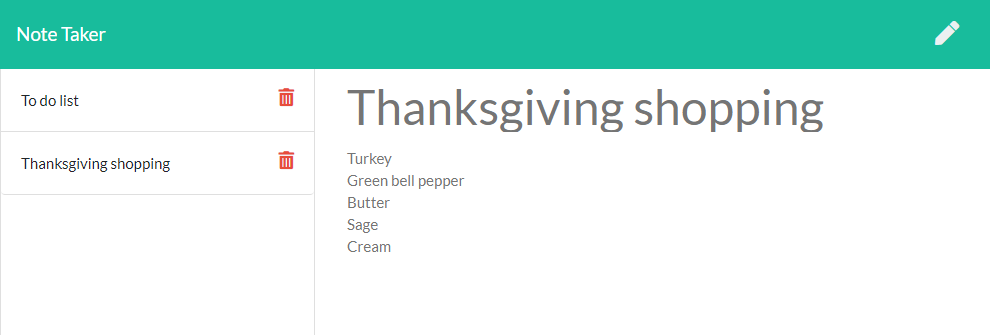 Note Taker
To do list
Thanksgiving shopping
Thanksgiving shopping
Turkey
Green bell pepper
Butter
Sage
Cream